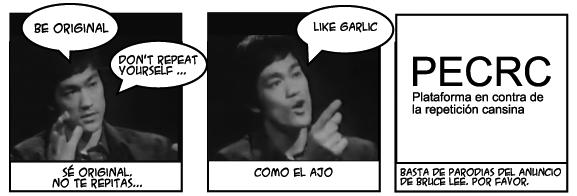 BE ORIGINAL
DON'T REPEAT
YOURSELF ...
SÉ ORIGINAL,
NO TE REPITAS...
LIKE GARLIC
COMO EL AJO
PECRC
Plataforma en contra de
la repetición cansina
BASTA DE PARODIAS DEL ANUNCIO
DE BRUCE LEE. POR FAVOR.